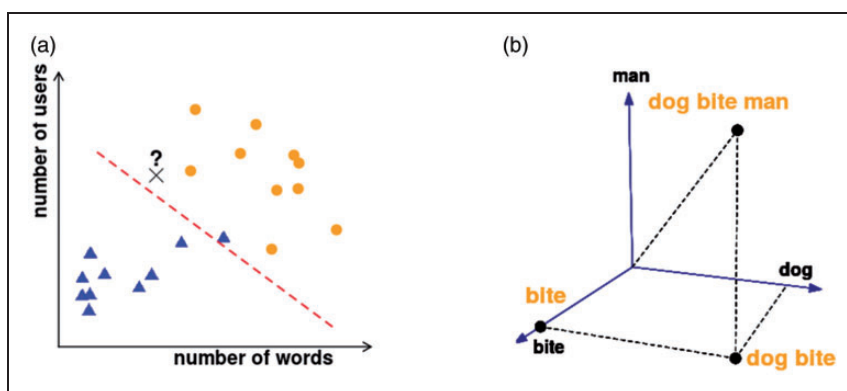 (a)
number of users
?
number of words
(b)
man
dog bite man
dog
bite
bite
dog bite